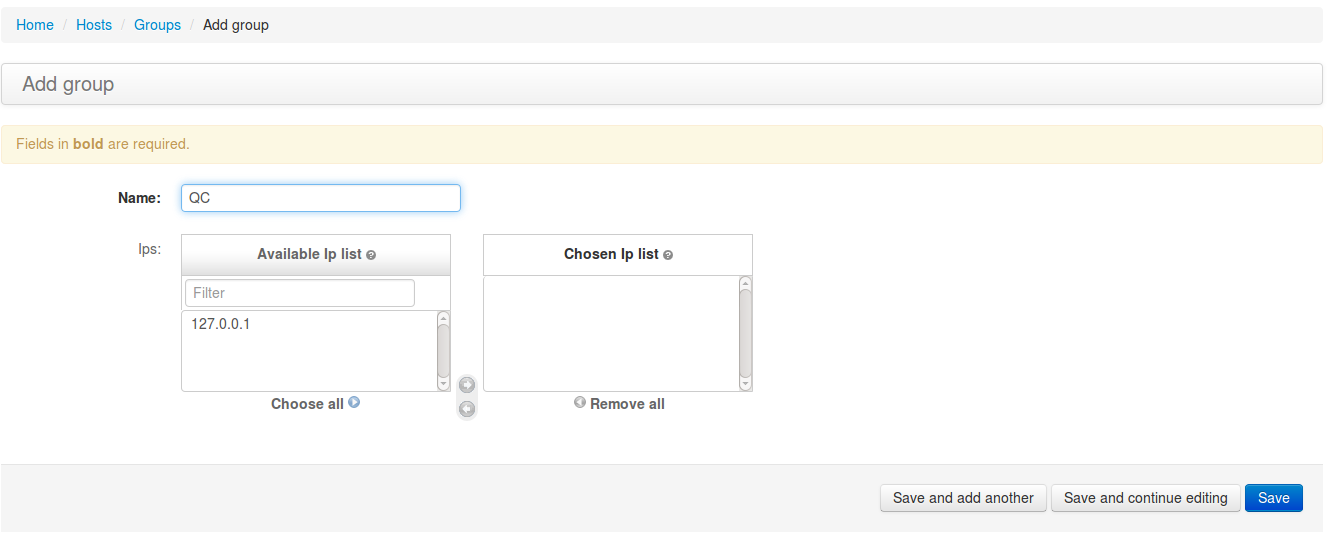 Home / Hosts / Groups / Add group
Add group
Fields in bold are required.
Name: QC
Ips:
Available Ip list
Chosen Ip list
Filter
127.0.0.1
Choose all
Remove all
Save and add another
Save and continue editing
Save